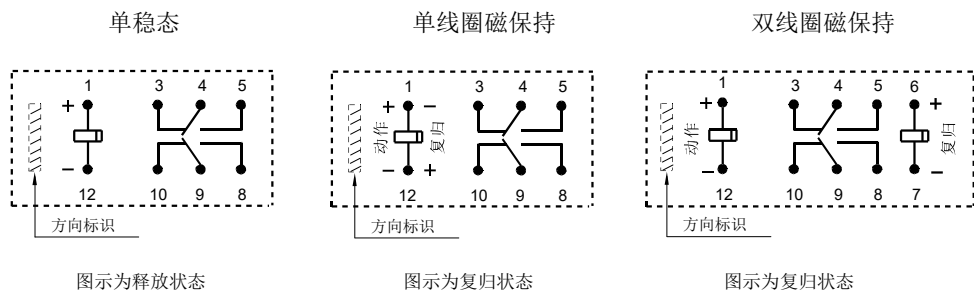 单稳态 单线圈磁保持 双线圈磁保持
1 3 4 5 1 3 4 5 1 3 4 5 6
+ + − + +
动作 复归 动作 复归
− − + − −
12 10 9 8 12 10 9 8 12 10 9 8 7
方向标识 方向标识 方向标识
图示为释放状态 图示为复归状态 图示为复归状态